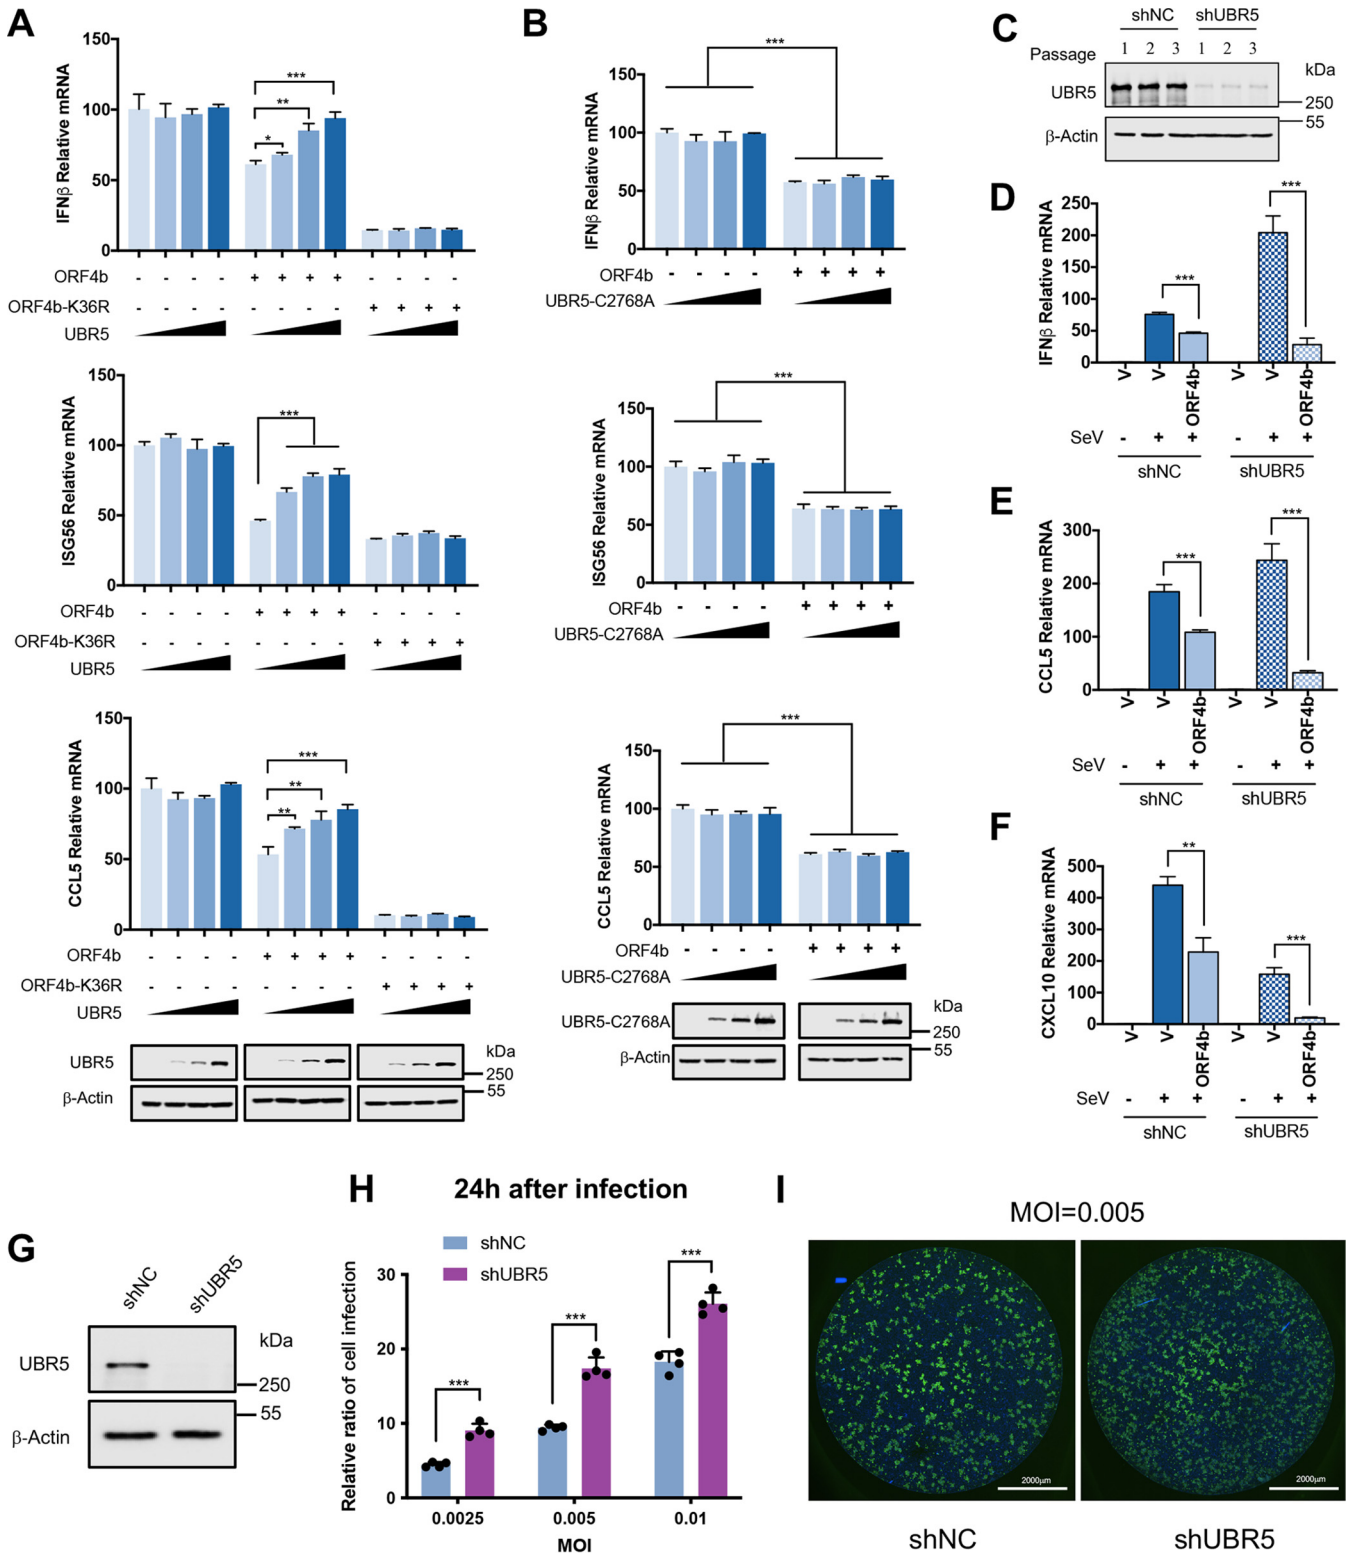 A
150
100
50
0
IFNβ Relative mRNA
*
**
***
ORF4b - - - - + + + + - - - -
ORF4b-K36R - - - - - - - - + + + +
UBR5
150
100
50
0
ISG56 Relative mRNA
***
ORF4b - - - - + + + + - - - -
ORF4b-K36R - - - - - - - - + + + +
UBR5
150
100
50
0
CCL5 Relative mRNA
**
**
***
ORF4b - - - - + + + + - - - -
ORF4b-K36R - - - - - - - - + + + +
UBR5
UBR5
kDa
250
55
β-Actin
B
150
100
50
0
IFNβ Relative mRNA
***
ORF4b - - - - + + + +
UBR5-C2768A
150
100
50
0
ISG56 Relative mRNA
***
ORF4b - - - - + + + +
UBR5-C2768A
150
100
50
0
CCL5 Relative mRNA
***
ORF4b - - - - + + + +
UBR5-C2768A
UBR5-C2768A
kDa
250
55
β-Actin
C
shNC shUBR5
Passage 1 2 3 1 2 3
kDa
UBR5
250
55
β-Actin
D
250
200
150
100
50
0
IFNβ Relative mRNA
***
***
V V ORF4b V V ORF4b
SeV - + + - + +
shNC shUBR5
E
300
200
100
0
CCL5 Relative mRNA
***
***
V V ORF4b V V ORF4b
SeV - + + - + +
shNC shUBR5
F
500
400
300
200
100
0
CXCL10 Relative mRNA
**
***
V V ORF4b V V ORF4b
SeV - + + - + +
shNC shUBR5
G
shNC shUBR5
kDa
UBR5
250
55
β-Actin
H
24h after infection
shNC
shUBR5
30
20
10
0
Relative ratio of cell infection
***
***
***
0.0025 0.005 0.01
MOI
I
MOI=0.005
2000μm 2000μm
shNC shUBR5